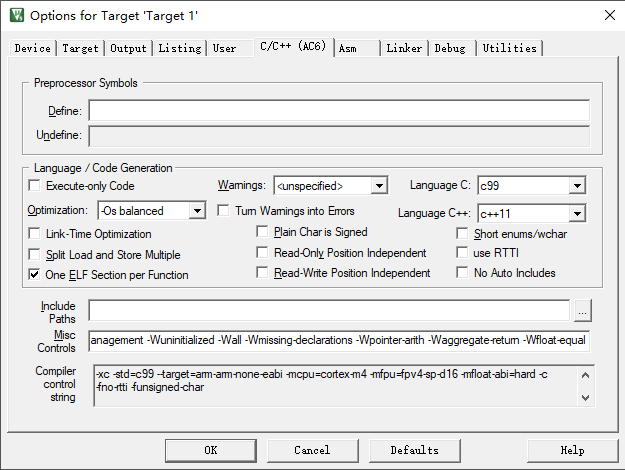 Options for Target 'Target 1'
Device Target Output Listing User C/C++ (AC6) Asm Linker Debug Utilities
Preprocessor Symbols
Define:
Undefine:
Language / Code Generation
Execute-only Code Warnings: <unspecified> Language C: c99
Optimization: -Os balanced Turn Warnings into Errors Language C++: c++11
Link-Time Optimization Plain Char is Signed Short enums/wchar
Split Load and Store Multiple Read-Only Position Independent use RTTI
One ELF Section per Function Read-Write Position Independent No Auto Includes
Include
Paths ...
Misc
Controls anagement -Wuninitialized -Wall -Wmissing-declarations -Wpointer-arith -Waggregate-return -Wfloat-equal
Compiler
control
string
-xc -std=c99 --target=arm-arm-none-eabi -mcpu=cortex-m4 -mfpu=fpv4-sp-d16 -mfloat-abi=hard -c
-fno-rtti -funsigned-char
OK Cancel Defaults Help